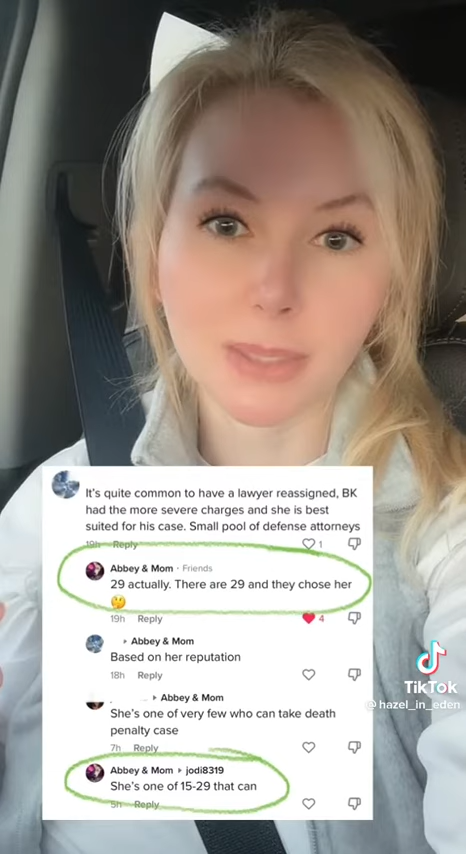 It's quite common to have a lawyer reassigned, BK
had the more severe charges and she is best
suited for his case. Small pool of defense attorneys
19h Reply 1
Abbey & Mom · Friends
29 actually. There are 29 and they chose her
🤔
19h Reply 4
Abbey & Mom
Based on her reputation
18h Reply
Abbey & Mom
She's one of very few who can take death
penalty case
7h Reply
Abbey & Mom ▸ jodi8319
She's one of 15-29 that can
5h Reply
TikTok
@hazel_in_eden